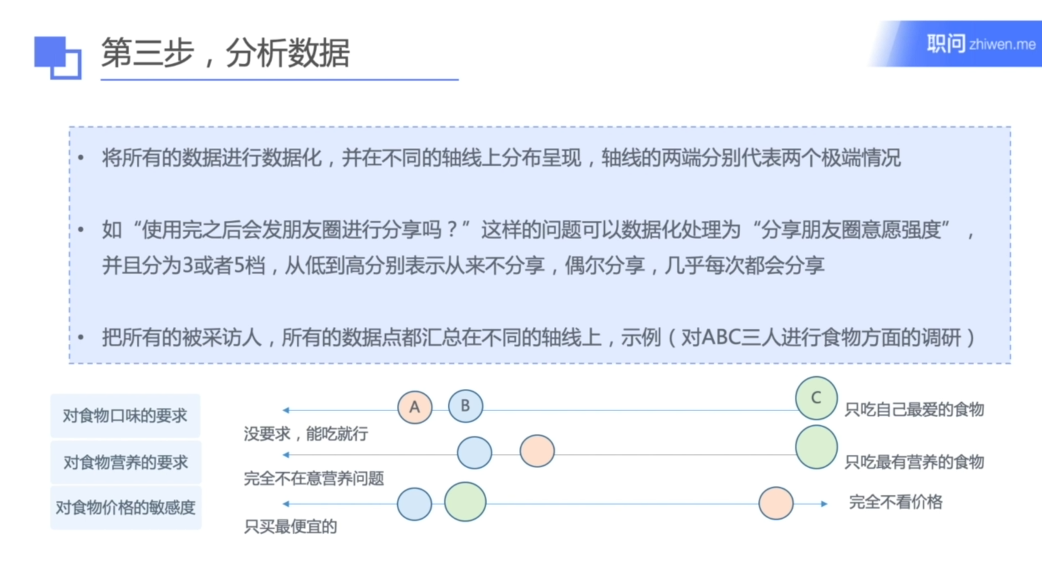 第三步，分析数据
职问 zhiwen.me
• 将所有的数据进行数据化，并在不同的轴线上分布呈现，轴线的两端分别代表两个极端情况
• 如“使用完之后会发朋友圈进行分享吗？”这样的问题可以数据化处理为“分享朋友圈意愿强度”，
并且分为3或者5档，从低到高分别表示从来不分享，偶尔分享，几乎每次都会分享
• 把所有的被采访人，所有的数据点都汇总在不同的轴线上，示例（对ABC三人进行食物方面的调研）
对食物口味的要求
A
B
C
没要求，能吃就行
只吃自己最爱的食物
对食物营养的要求
完全不在意营养问题
只吃最有营养的食物
对食物价格的敏感度
只买最便宜的
完全不看价格